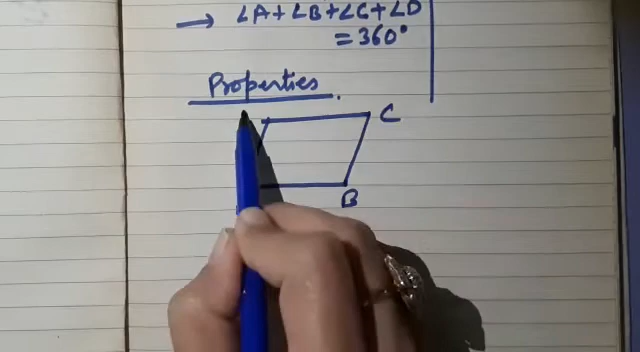 → ∠A+∠B+∠C+∠D
= 360°
Properties
C
B